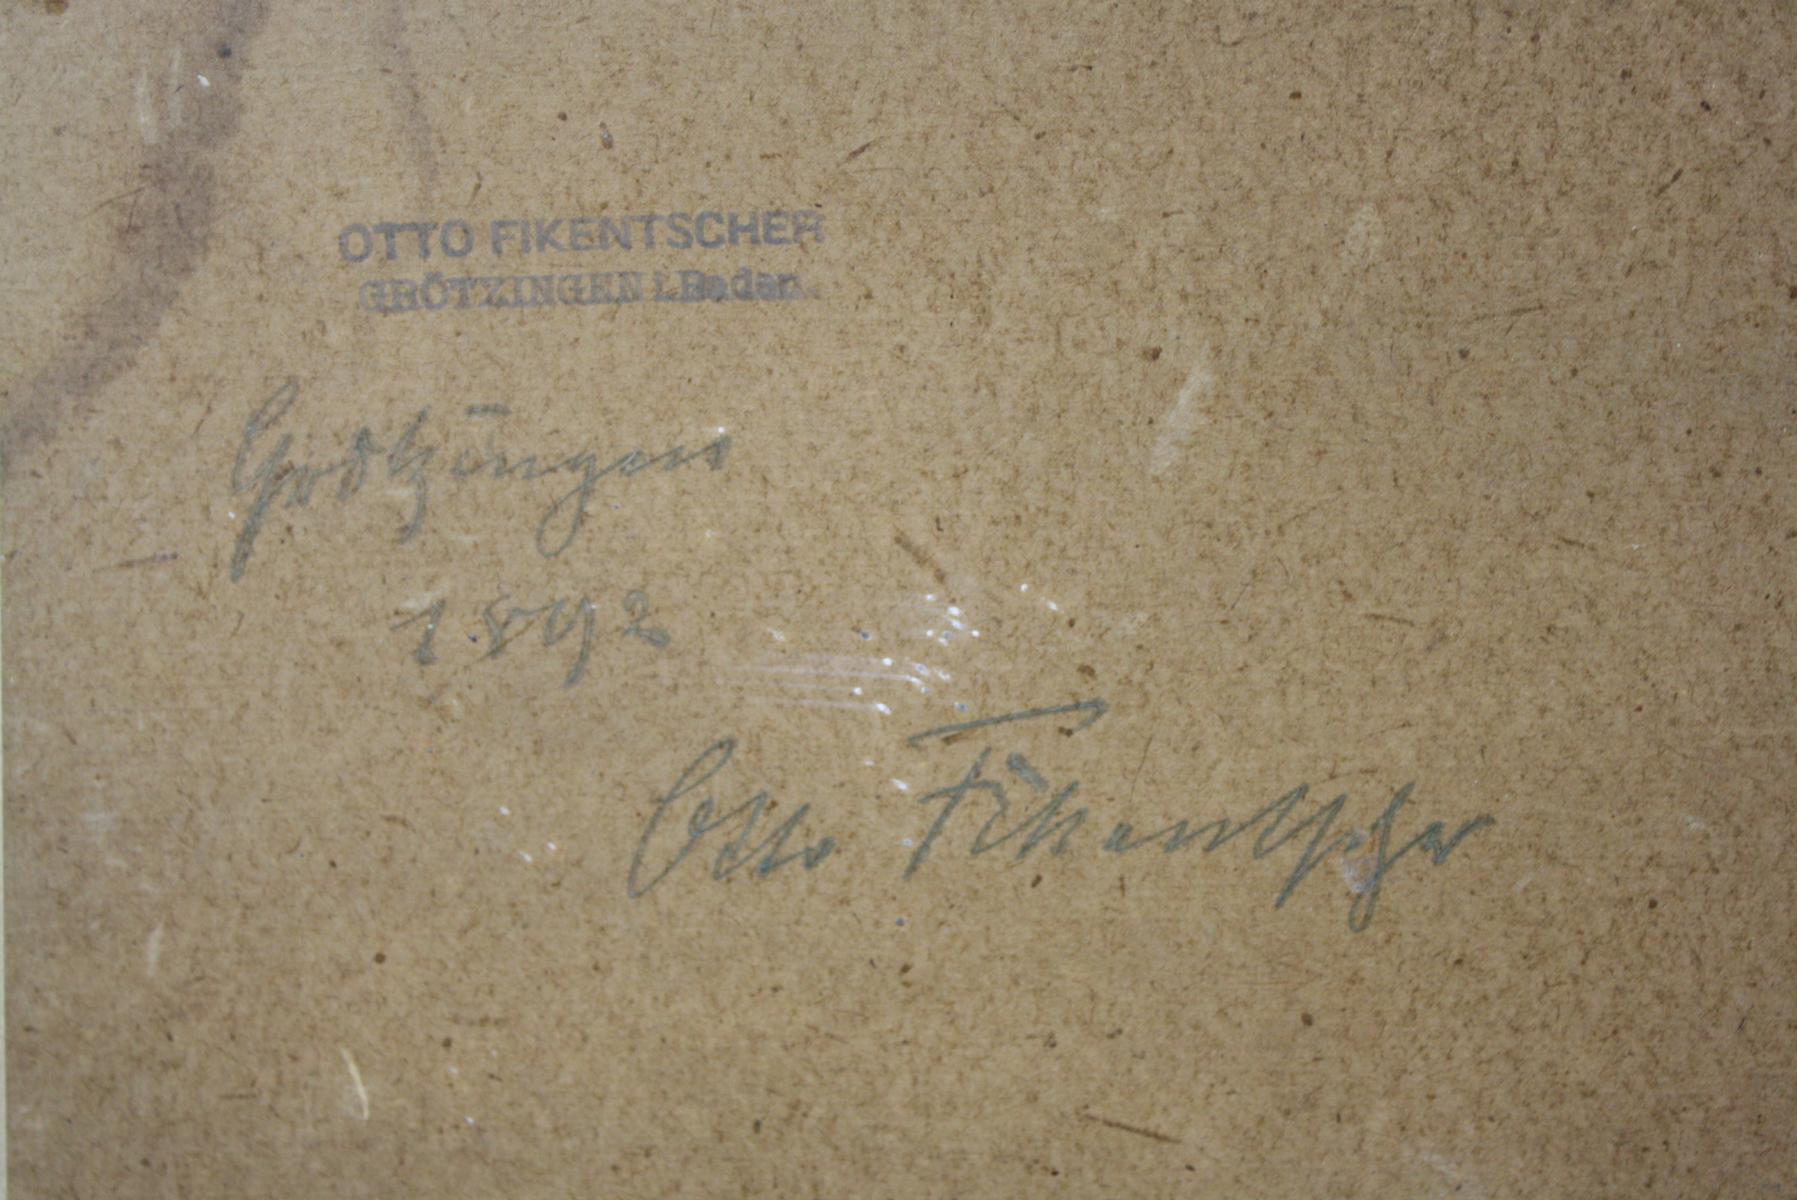 OTTO FIKENTSCHER
GRÖTZINGEN i. Baden.
Grötzingen
1892
Otto Fikentscher